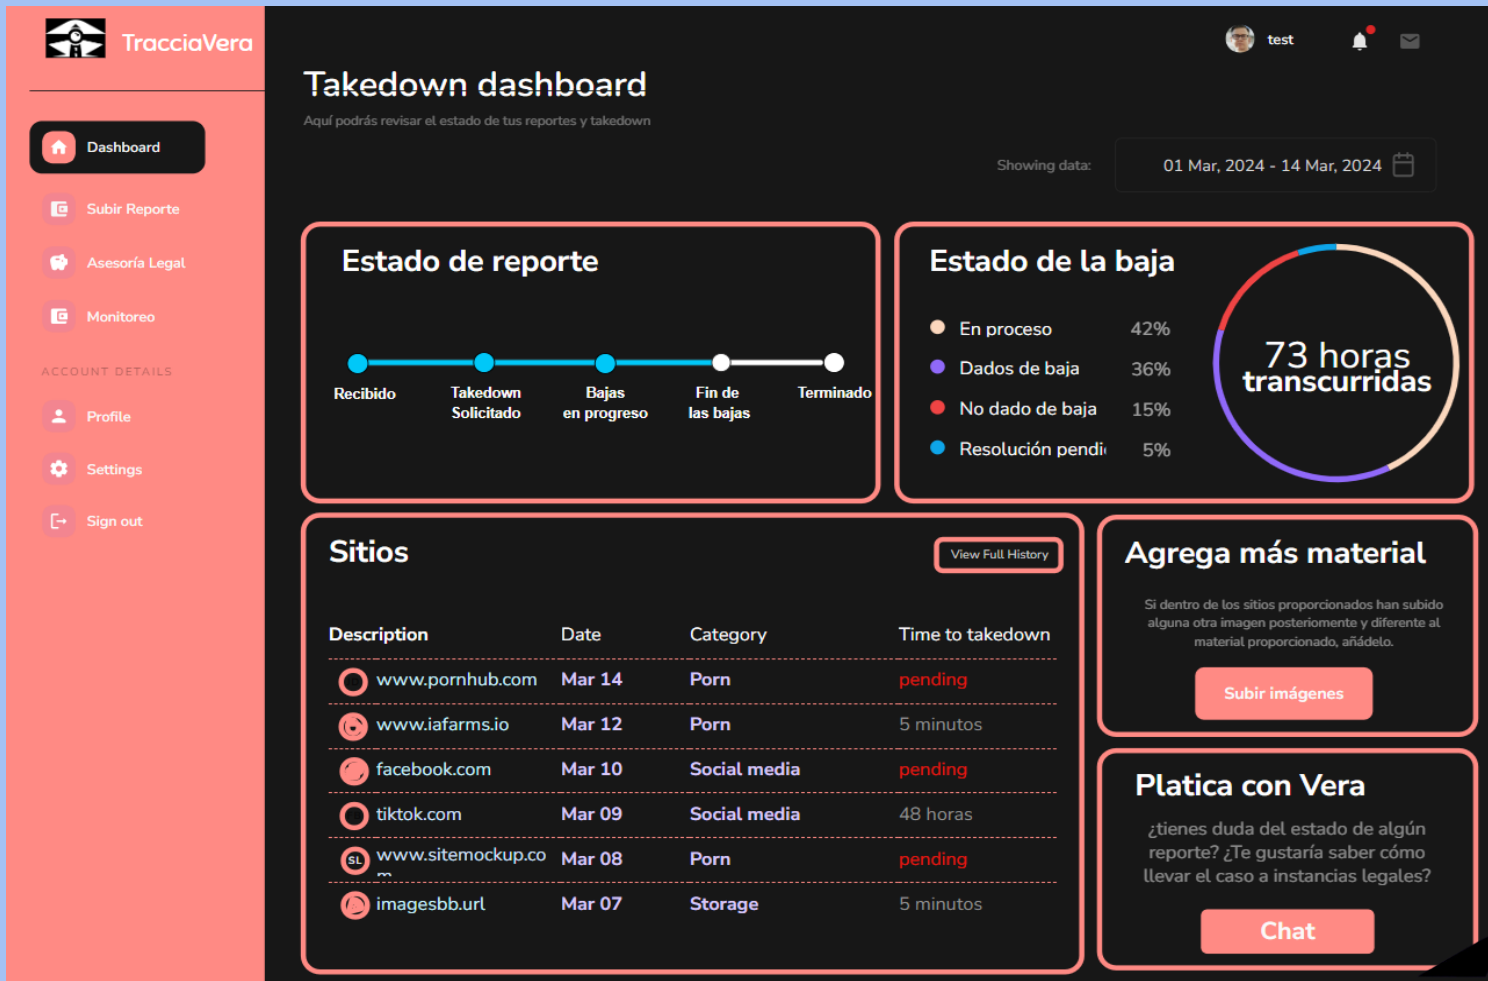 TracciaVera
test
Takedown dashboard
Aquí podrás revisar el estado de tus reportes y takedown
Showing data:
01 Mar, 2024 - 14 Mar, 2024
Dashboard
Subir Reporte
Asesoría Legal
Monitoreo
ACCOUNT DETAILS
Profile
Settings
Sign out
Estado de reporte
Recibido
Takedown
Solicitado
Bajas
en progreso
Fin de
las bajas
Terminado
Estado de la baja
En proceso 42%
Dados de baja 36%
No dado de baja 15%
Resolución pendi 5%
73 horas
transcurridas
Sitios
View Full History
Description Date Category Time to takedown
www.pornhub.com Mar 14 Porn pending
www.iafarms.io Mar 12 Porn 5 minutos
facebook.com Mar 10 Social media pending
tiktok.com Mar 09 Social media 48 horas
SL www.sitemockup.co Mar 08 Porn pending
m
imagesbb.url Mar 07 Storage 5 minutos
Agrega más material
Si dentro de los sitios proporcionados han subido
alguna otra imagen posteriomente y diferente al
material proporcionado, añádelo.
Subir imágenes
Platica con Vera
¿tienes duda del estado de algún
reporte? ¿Te gustaría saber cómo
llevar el caso a instancias legales?
Chat